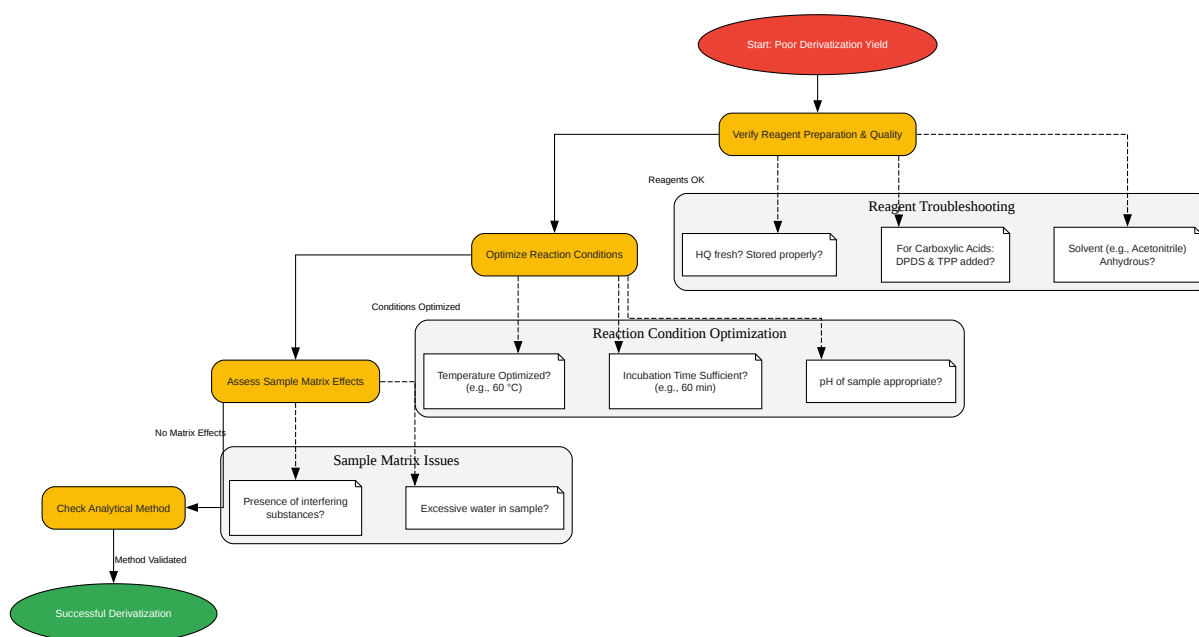 Start: Poor Derivatization Yield
Verify Reagent Preparation & Quality
Reagents OK
Reagent Troubleshooting
HQ fresh? Stored properly?
For Carboxylic Acids:
DPDS & TPP added?
Solvent (e.g., Acetonitrile)
Anhydrous?
Optimize Reaction Conditions
Conditions Optimized
Reaction Condition Optimization
Temperature Optimized?
(e.g., 60 °C)
Incubation Time Sufficient?
(e.g., 60 min)
pH of sample appropriate?
Assess Sample Matrix Effects
No Matrix Effects
Sample Matrix Issues
Presence of interfering
substances?
Excessive water in sample?
Check Analytical Method
Method Validated
Successful Derivatization